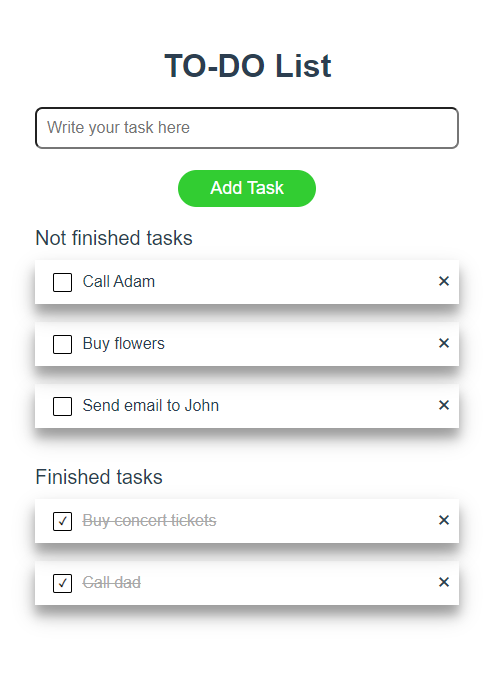 TO-DO List
Write your task here
Add Task
Not finished tasks
Call Adam
Buy flowers
Send email to John
Finished tasks
Buy concert tickets
Call dad